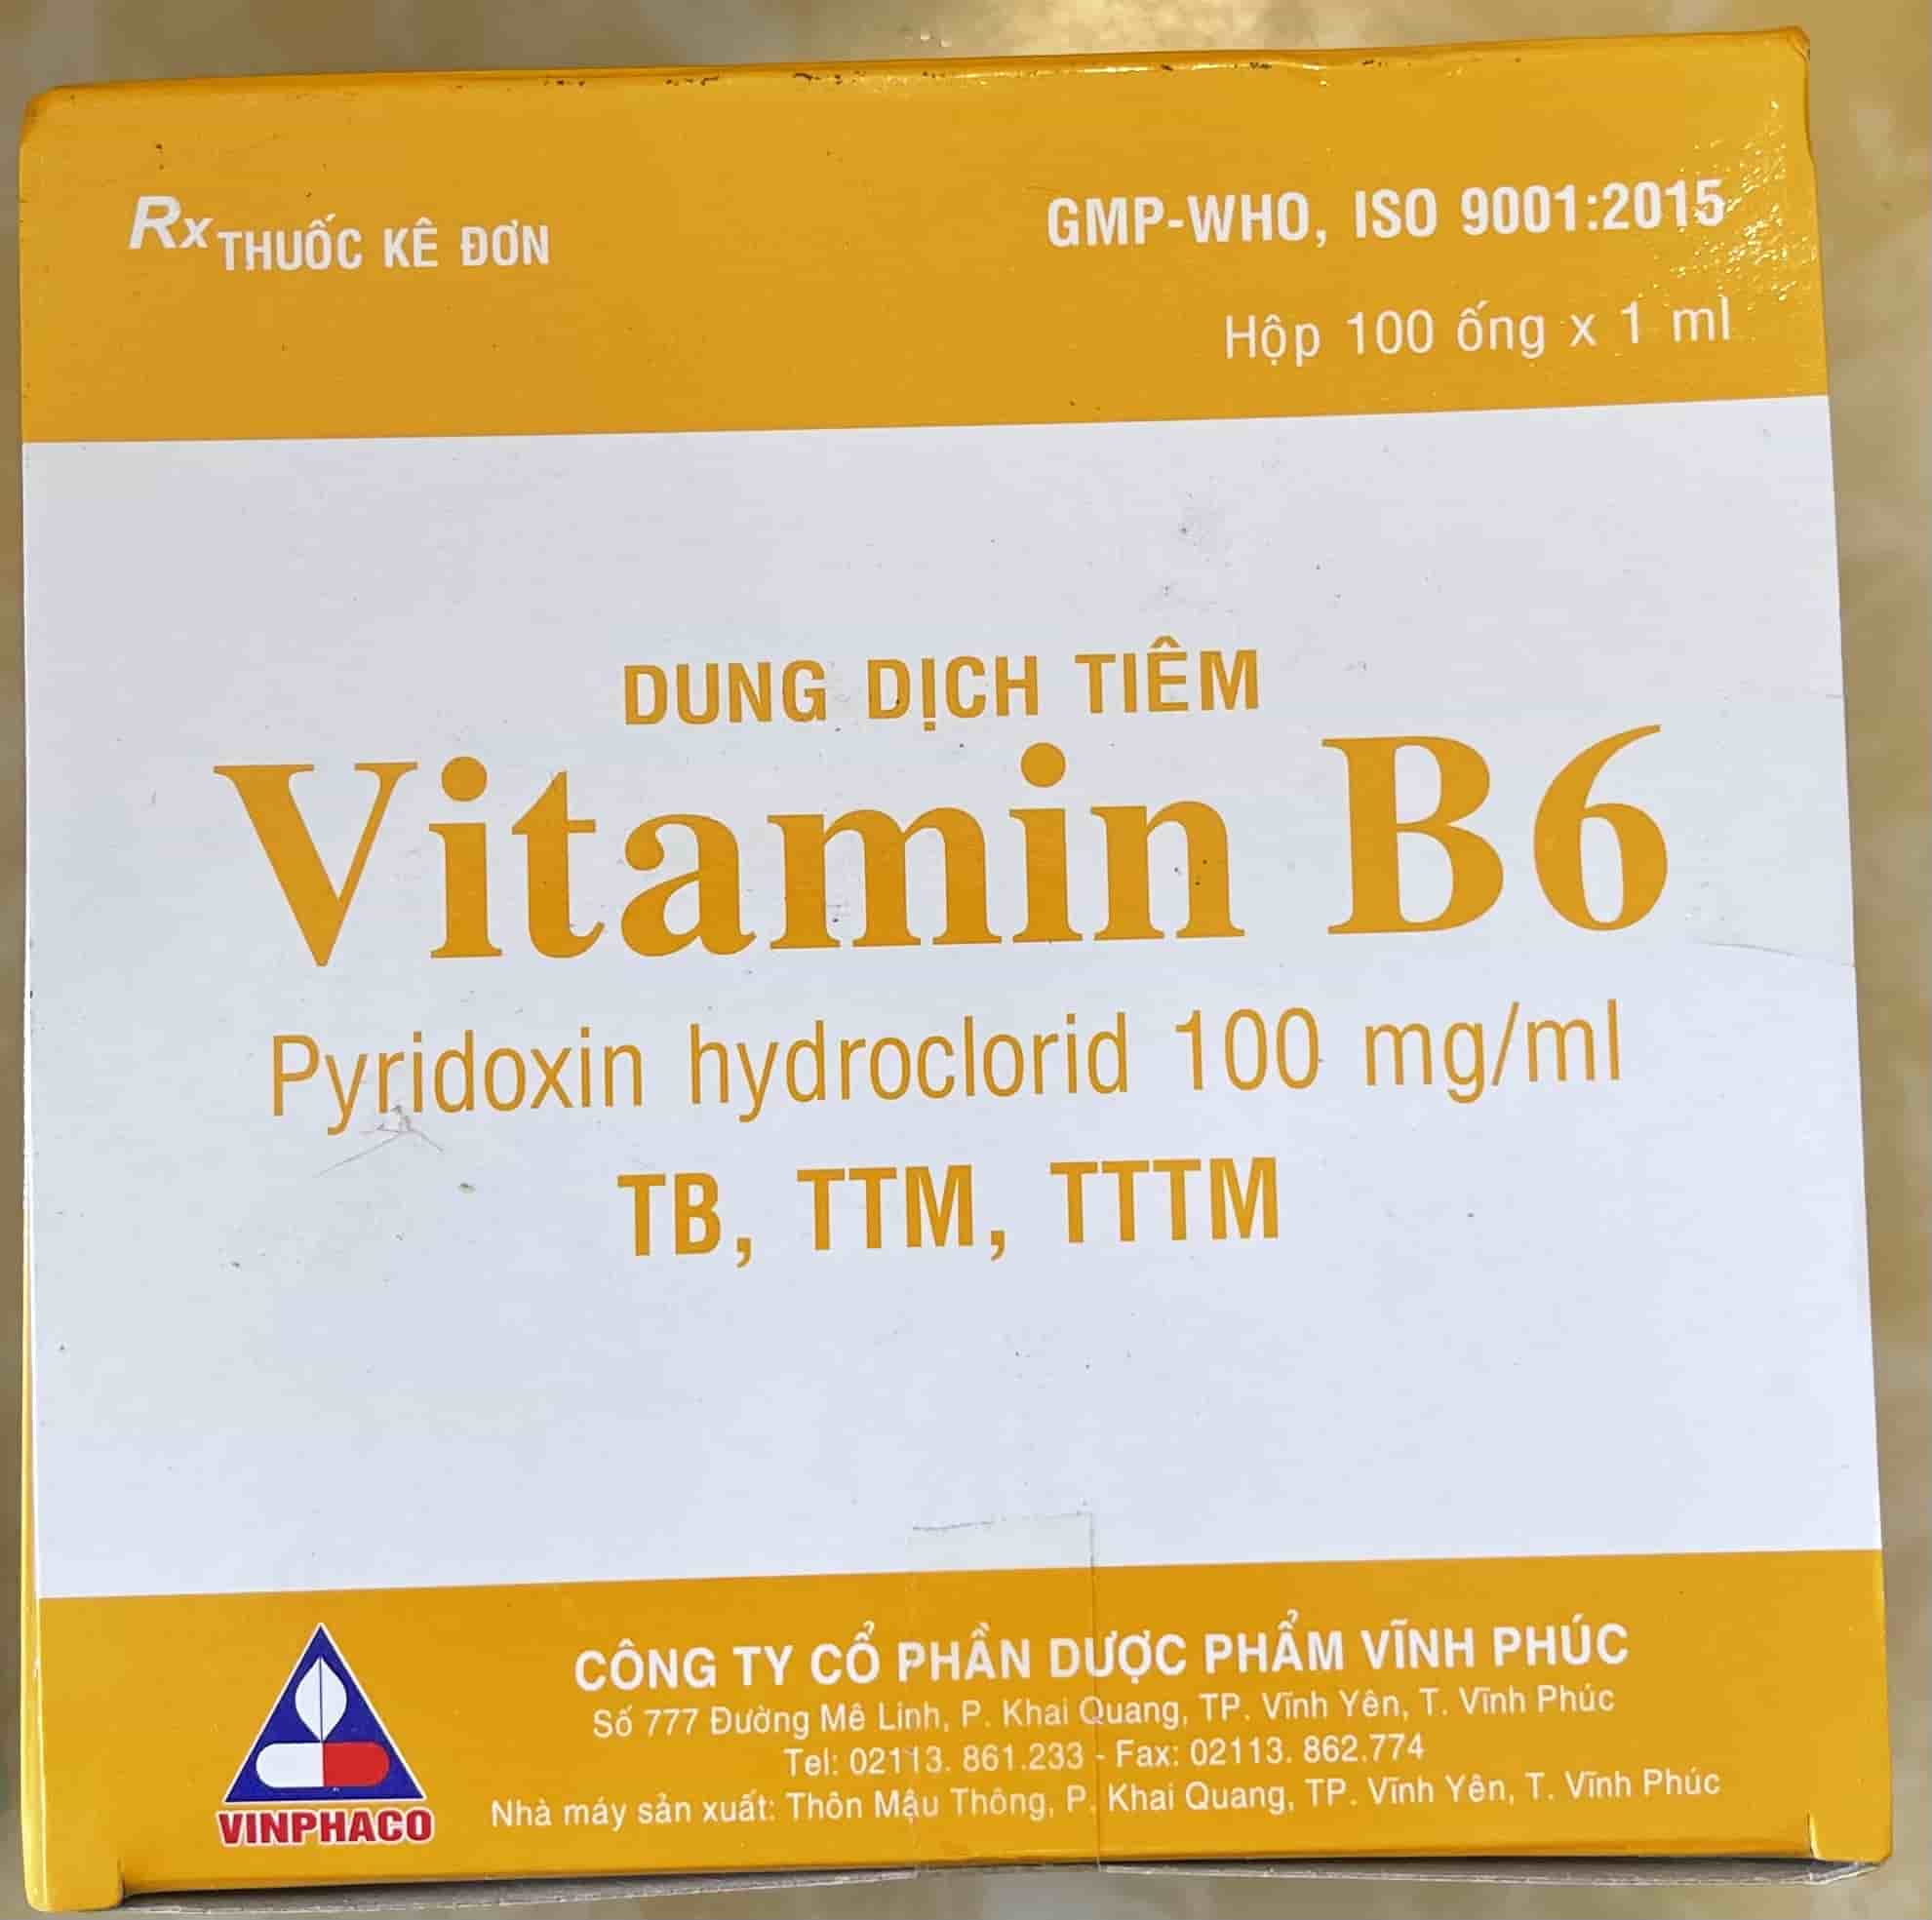 Rx THUỐC KÊ ĐƠN
GMP-WHO, ISO 9001:2015
Hộp 100 ống x 1 ml
DUNG DỊCH TIÊM
Vitamin B6
Pyridoxin hydroclorid 100 mg/ml
TB, TTM, TTTM
VINPHACO
CÔNG TY CỔ PHẦN DƯỢC PHẨM VĨNH PHÚC
Số 777 Đường Mê Linh, P. Khai Quang, TP. Vĩnh Yên, T. Vĩnh Phúc
Tel: 02113. 861.233 - Fax: 02113. 862.774
Nhà máy sản xuất: Thôn Mậu Thông, P. Khai Quang, TP. Vĩnh Yên, T. Vĩnh Phúc